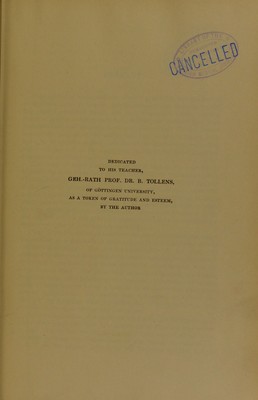 CANCELLED
DEDICATED
TO HIS TEACHER,
GEH.-RATH PROF. DR. B. TOLLENS,
OF GÖTTINGEN UNIVERSITY,
AS A TOKEN OF GRATITUDE AND ESTEEM,
BY THE AUTHOR